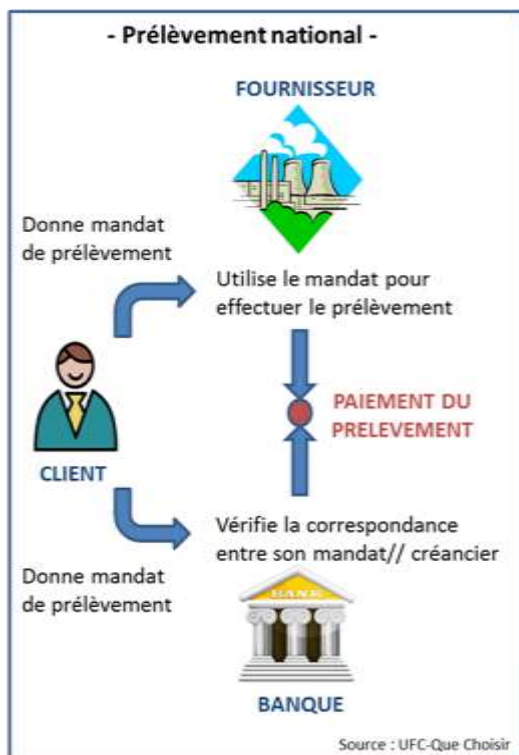 - Prélèvement national -
FOURNISSEUR
Donne mandat
de prélèvement
Utilise le mandat pour
effectuer le prélèvement
PAIEMENT DU
PRELEVEMENT
CLIENT
Vérifie la correspondance
entre son mandat// créancier
Donne mandat
de prélèvement
BANK
BANQUE
Source : UFC-Que Choisir